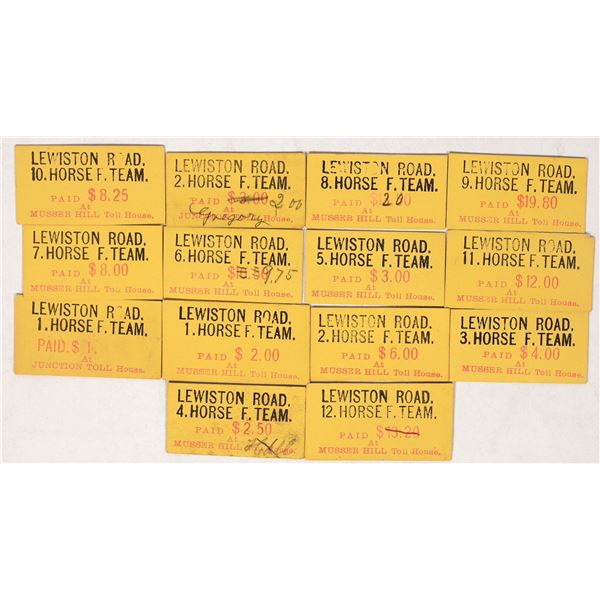 LEWISTON ROAD.
10. HORSE F. TEAM.
PAID $8.25
At
MUSSER HILL Toll House.
LEWISTON ROAD.
2. HORSE F. TEAM.
PAID $3.00 2 00
At
JUNCTION TOLL House.
Gregory
LEWISTON ROAD.
8. HORSE F. TEAM.
PAID $ 20
At
MUSSER HILL Toll House.
LEWISTON ROAD.
9. HORSE F. TEAM.
PAID $19.80
At
MUSSER HILL Toll House.
LEWISTON ROAD.
7. HORSE F. TEAM.
PAID $8.00
At
MUSSER HILL Toll House.
LEWISTON ROAD.
6. HORSE F. TEAM.
PAID 9.75
At
MUSSER HILL Toll House.
LEWISTON ROAD.
5. HORSE F. TEAM.
PAID $3.00
At
MUSSER HILL Toll House.
LEWISTON ROAD.
11. HORSE F. TEAM.
PAID $12.00
At
MUSSER HILL Toll House.
LEWISTON ROAD.
1. HORSE F. TEAM.
PAID. $1.
At
JUNCTION TOLL House.
LEWISTON ROAD.
1. HORSE F. TEAM.
PAID $2.00
At
MUSSER HILL Toll House.
LEWISTON ROAD.
2. HORSE F. TEAM.
PAID $6.00
At
MUSSER HILL Toll House.
LEWISTON ROAD.
3. HORSE F. TEAM.
PAID $4.00
At
MUSSER HILL Toll House.
LEWISTON ROAD.
4. HORSE F. TEAM.
PAID $2.50
At
MUSSER HILL Toll House.
LEWISTON ROAD.
12. HORSE F. TEAM.
PAID $13.20
At
MUSSER HILL Toll House.